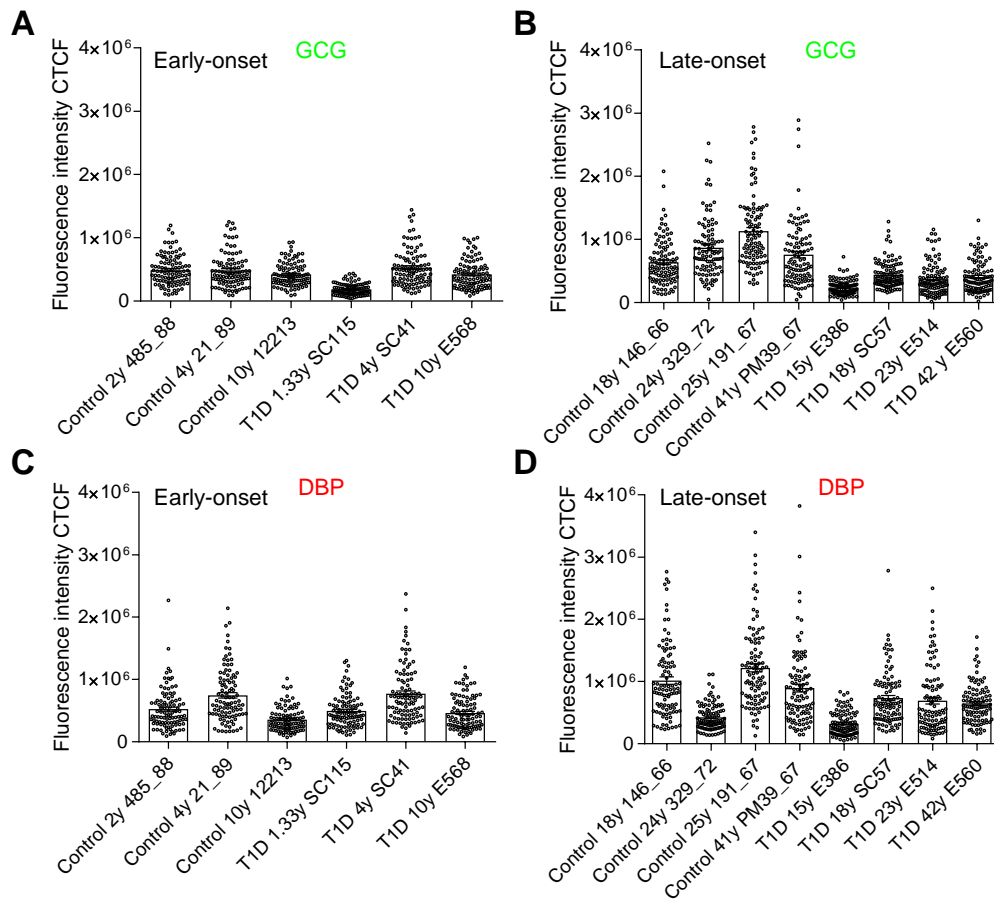 A
Early-onset
GCG
Fluorescence intensity CTCF
4×10⁶
3×10⁶
2×10⁶
1×10⁶
0
Control 2y 485_88
Control 4y 21_89
Control 10y 12213
T1D 1.33y SC115
T1D 4y SC41
T1D 10y E568
B
Late-onset
GCG
Fluorescence intensity CTCF
4×10⁶
3×10⁶
2×10⁶
1×10⁶
0
Control 18y 146_66
Control 24y 329_72
Control 25y 191_67
Control 41y PM39_67
T1D 15y E386
T1D 18y SC57
T1D 23y E514
T1D 42 y E560
C
Early-onset
DBP
Fluorescence intensity CTCF
4×10⁶
3×10⁶
2×10⁶
1×10⁶
0
Control 2y 485_88
Control 4y 21_89
Control 10y 12213
T1D 1.33y SC115
T1D 4y SC41
T1D 10y E568
D
Late-onset
DBP
Fluorescence intensity CTCF
4×10⁶
3×10⁶
2×10⁶
1×10⁶
0
Control 18y 146_66
Control 24y 329_72
Control 25y 191_67
Control 41y PM39_67
T1D 15y E386
T1D 18y SC57
T1D 23y E514
T1D 42y E560